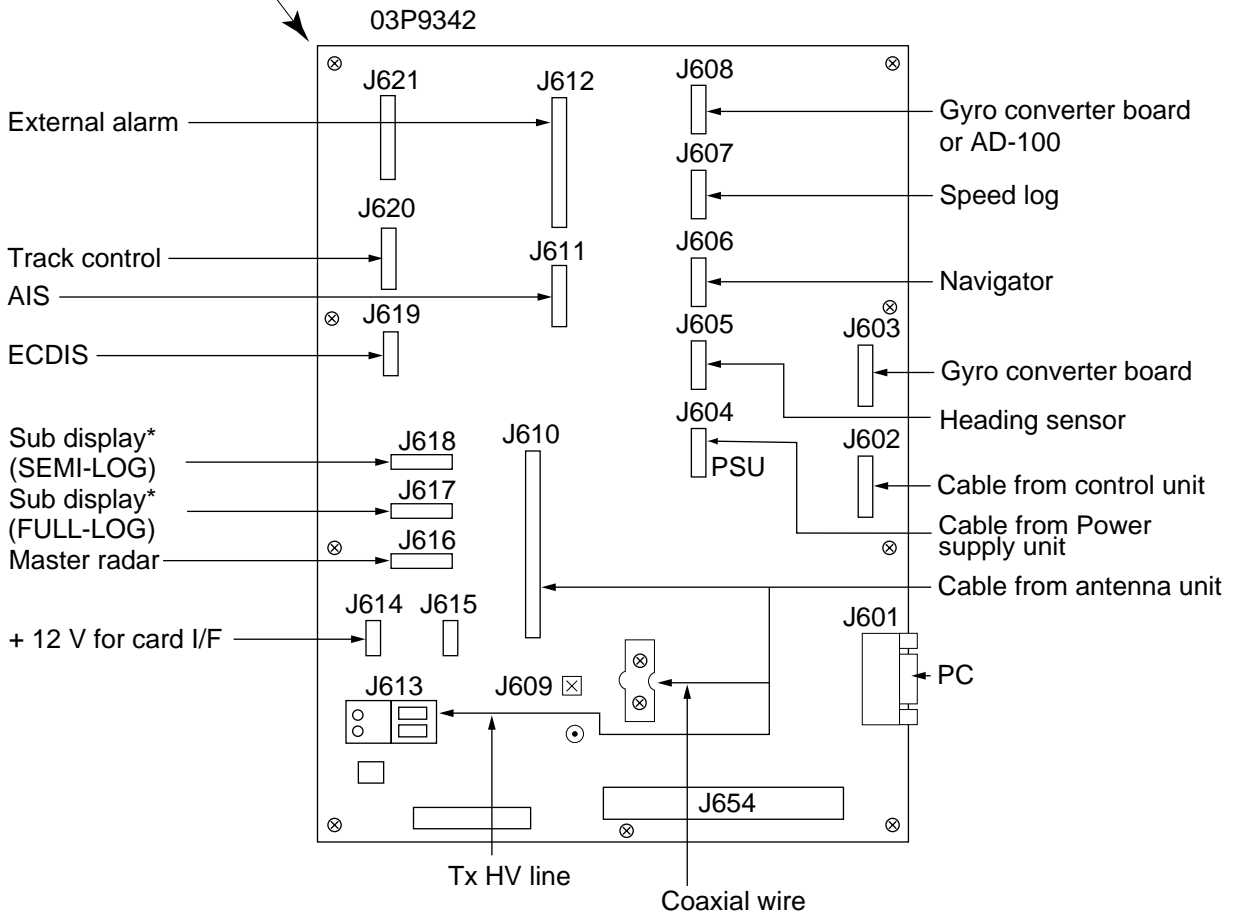 03P9342
J621
J612
J608
External alarm
Gyro converter board
or AD-100
J607
Speed log
J620
J606
Track control
J611
AIS
Navigator
J619
J605
J603
ECDIS
Gyro converter board
Heading sensor
J604
PSU
J602
Sub display*
(SEMI-LOG)
J618
J610
Cable from control unit
Sub display*
(FULL-LOG)
J617
Cable from Power
supply unit
Master radar
J616
Cable from antenna unit
J614
J615
J601
+ 12 V for card I/F
PC
J613
J609
J654
Tx HV line
Coaxial wire